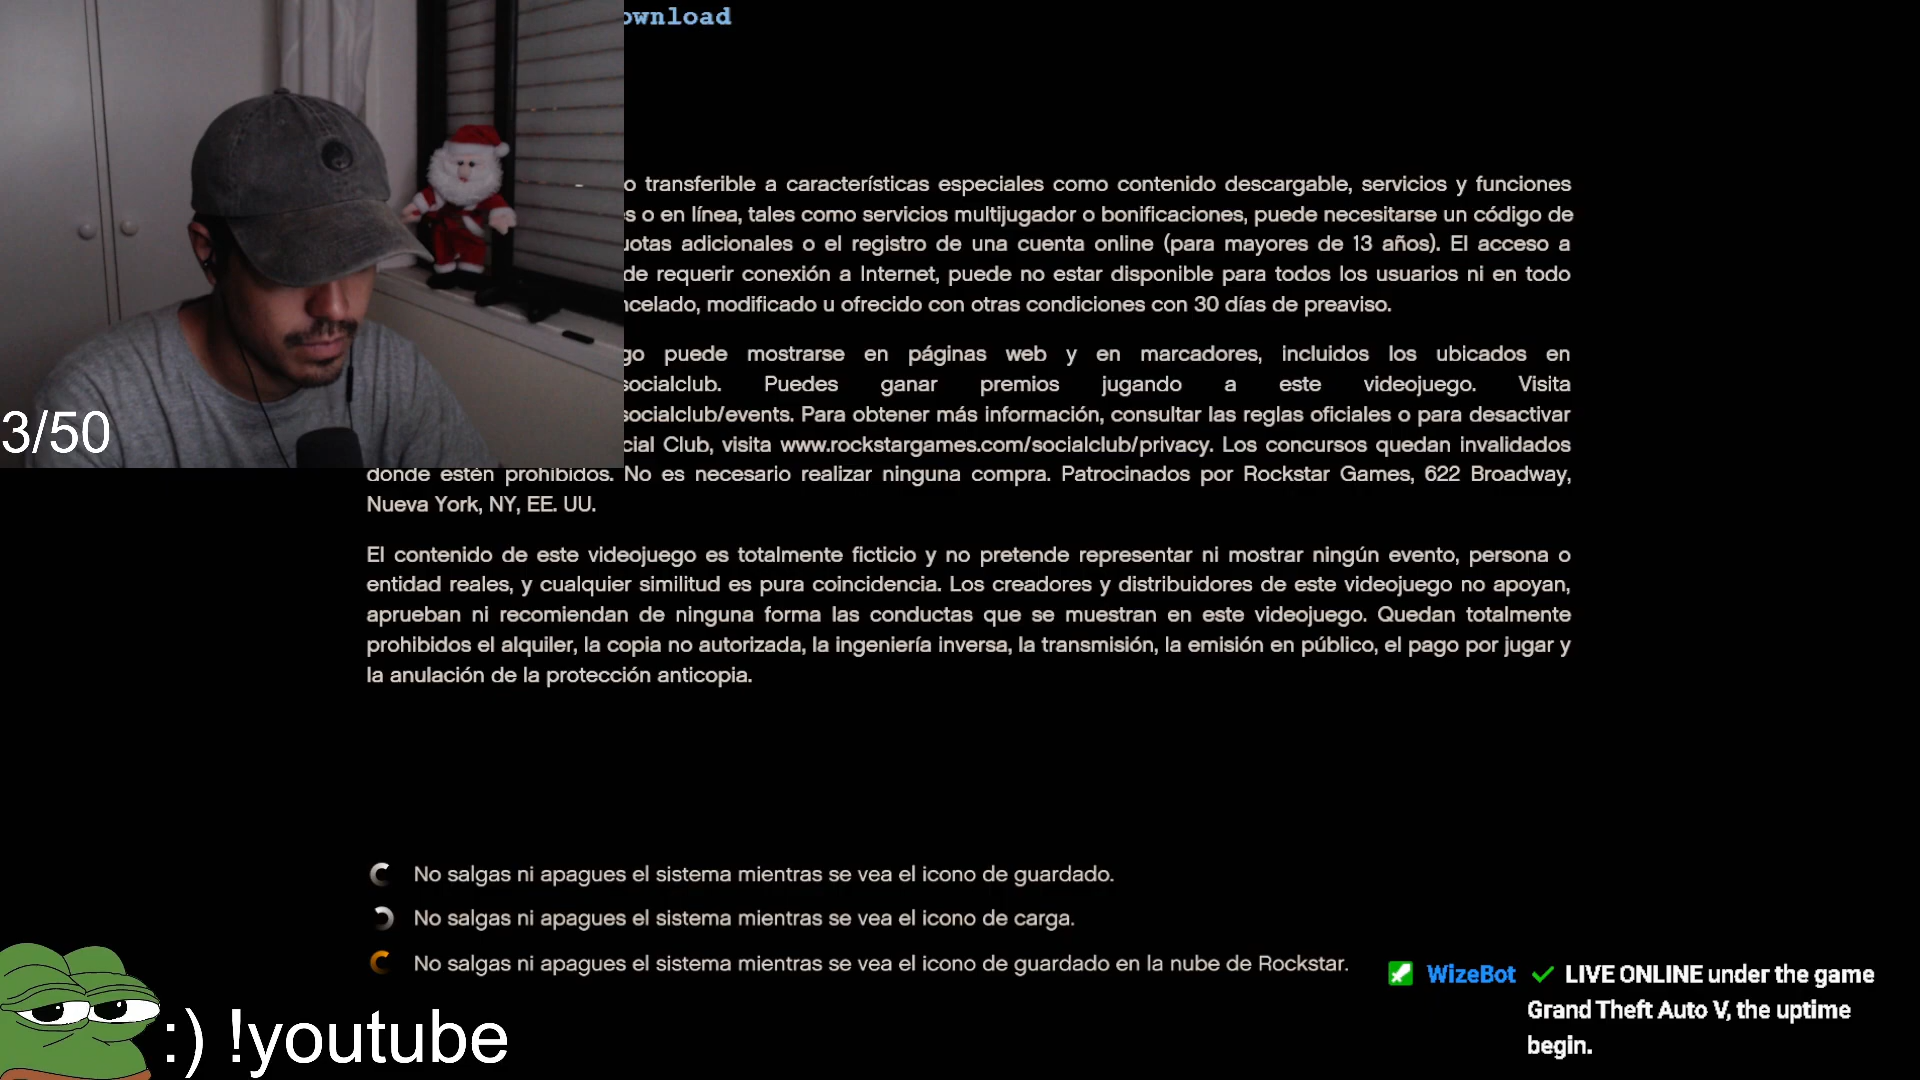 ownload
o transferible a características especiales como contenido descargable, servicios y funciones
s o en línea, tales como servicios multijugador o bonificaciones, puede necesitarse un código de
uotas adicionales o el registro de una cuenta online (para mayores de 13 años). El acceso a
de requerir conexión a Internet, puede no estar disponible para todos los usuarios ni en todo
ncelado, modificado u ofrecido con otras condiciones con 30 días de preaviso.
go puede mostrarse en páginas web y en marcadores, incluidos los ubicados en
socialclub. Puedes ganar premios jugando a este videojuego. Visita
socialclub/events. Para obtener más información, consultar las reglas oficiales o para desactivar
3/50
cial Club, visita www.rockstargames.com/socialclub/privacy. Los concursos quedan invalidados
donde estén prohibidos. No es necesario realizar ninguna compra. Patrocinados por Rockstar Games, 622 Broadway,
Nueva York, NY, EE. UU.
El contenido de este videojuego es totalmente ficticio y no pretende representar ni mostrar ningún evento, persona o
entidad reales, y cualquier similitud es pura coincidencia. Los creadores y distribuidores de este videojuego no apoyan,
aprueban ni recomiendan de ninguna forma las conductas que se muestran en este videojuego. Quedan totalmente
prohibidos el alquiler, la copia no autorizada, la ingeniería inversa, la transmisión, la emisión en público, el pago por jugar y
la anulación de la protección anticopia.
No salgas ni apagues el sistema mientras se vea el icono de guardado.
No salgas ni apagues el sistema mientras se vea el icono de carga.
No salgas ni apagues el sistema mientras se vea el icono de guardado en la nube de Rockstar.
WizeBot ✓ LIVE ONLINE under the game
Grand Theft Auto V, the uptime
begin.
:) !youtube